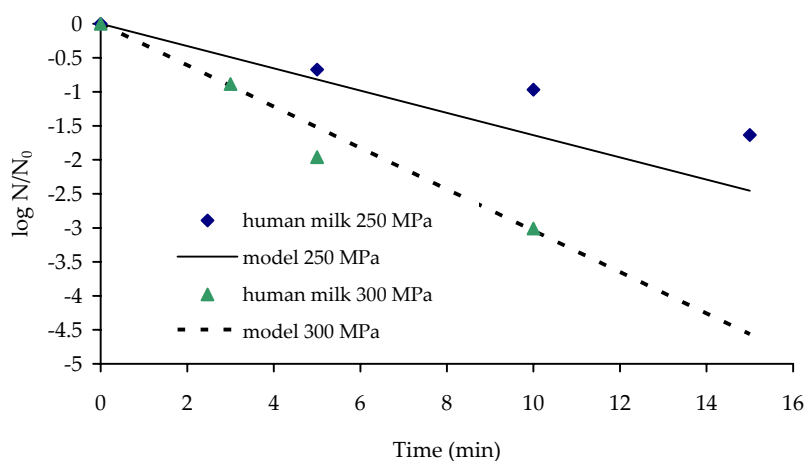 0
-0.5
-1
-1.5
-2
-2.5
-3
-3.5
-4
-4.5
-5
log N/N₀
human milk 250 MPa
model 250 MPa
human milk 300 MPa
model 300 MPa
0 2 4 6 8 10 12 14 16
Time (min)